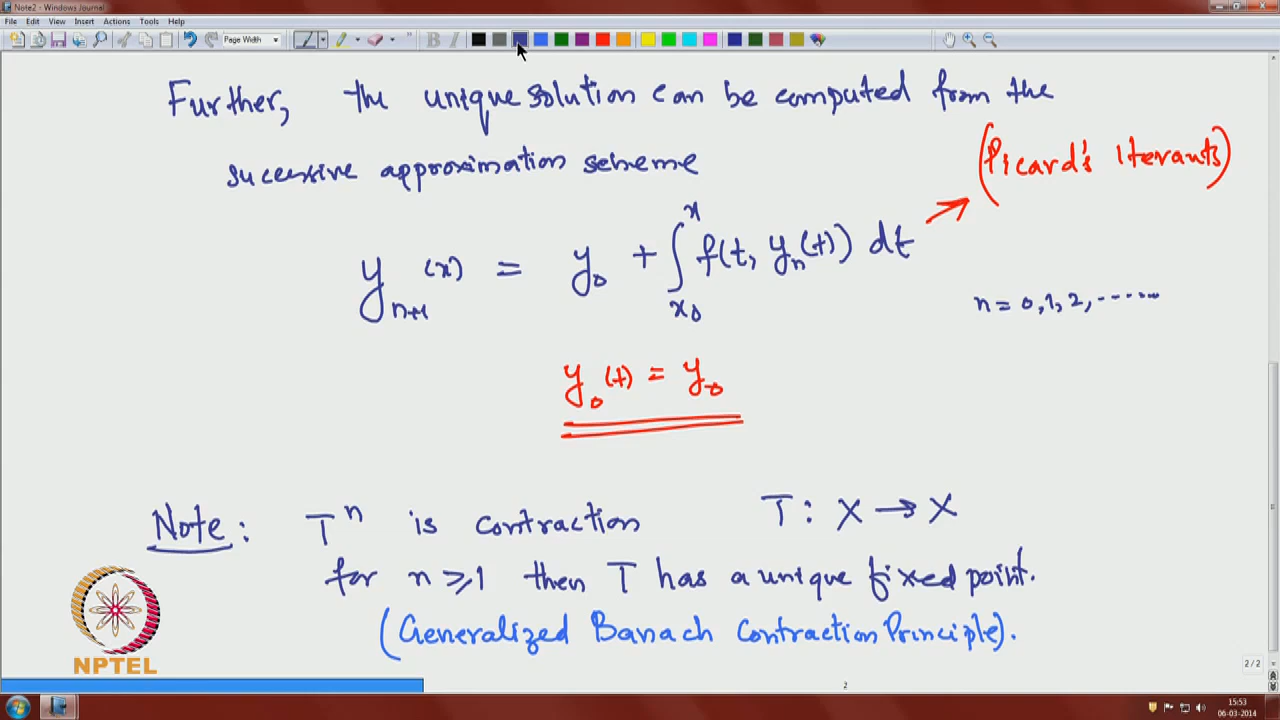 Note2 - Windows Journal
File Edit View Insert Actions Tools Help
Page Width
B I
Further, the unique solution can be computed from the
sucessive approximation scheme
(Picard's iterants)
y_{n+1}(x) = y_0 + ∫_{x_0}^{x} f(t, y_n(t)) dt
n = 0, 1, 2, ......
y_0(t) = y_0
Note: T^n is contraction T: X → X
for n ≥ 1 then T has a unique fixed point.
(Generalized Banach Contraction Principle).
NPTEL
2 / 2
2
15:53
06-03-2014